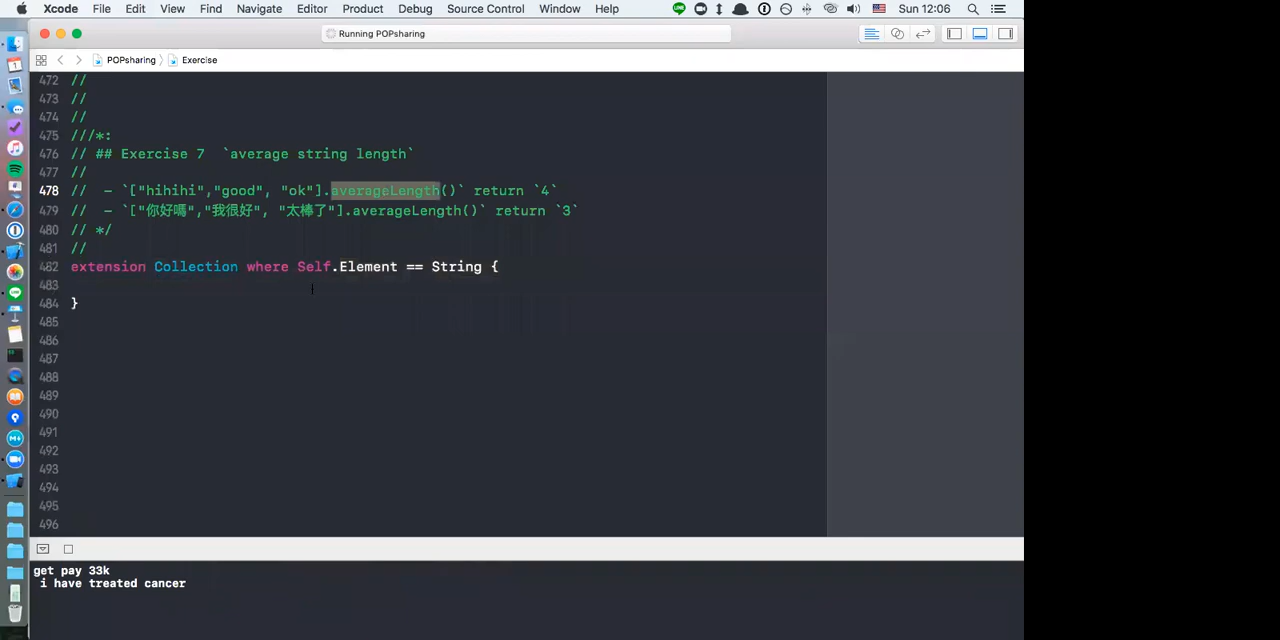 Xcode File Edit View Find Navigate Editor Product Debug Source Control Window Help Sun 12:06
Running POPsharing
POPsharing Exercise
472 //
473 //
474 //
475 ///*:
476 // ## Exercise 7  `average string length`
477 //
478 //  - `["hihihi","good", "ok"].averageLength()` return `4`
479 //  - `["你好嗎","我很好", "太棒了"].averageLength()` return `3`
480 // */
481 //
482 extension Collection where Self.Element == String {
483
484 }
485
486
487
488
489
490
491
492
493
494
495
496
get pay 33k
i have treated cancer